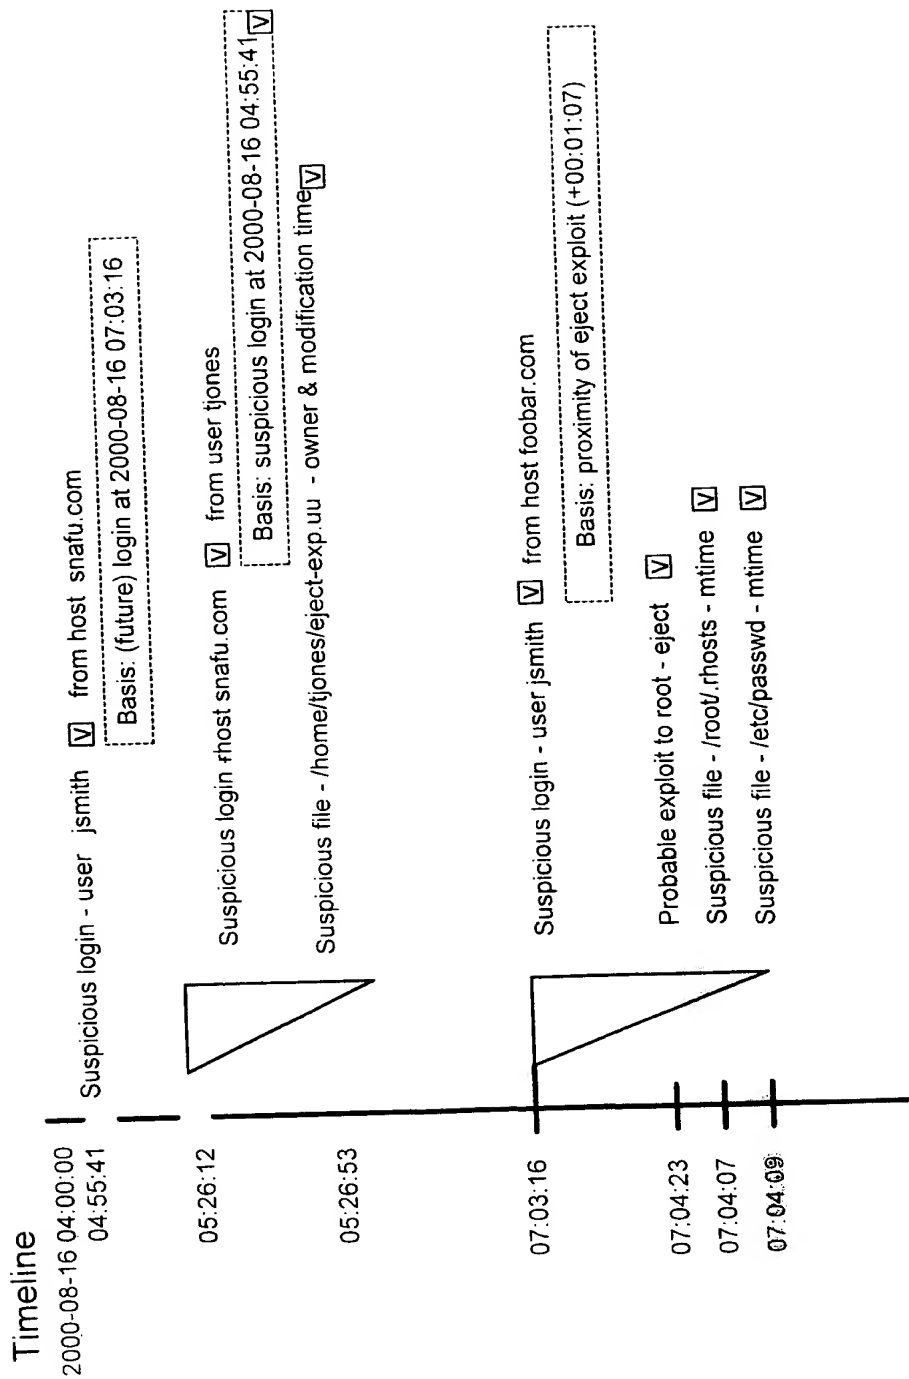 Timeline
2000-08-16 04:00:00
04:55:41
Suspicious login - user jsmith V from host snafu.com
Basis: (future) login at 2000-08-16 07:03:16
05:26:12
Suspicious login rhost snafu.com V from user tjones
Basis: suspicious login at 2000-08-16 04:55:41 V
05:26:53
Suspicious file - /home/tjones/eject-exp.uu - owner & modification time V
07:03:16
Suspicious login - user jsmith V from host foobar.com
Basis: proximity of eject exploit (+00:01:07)
07:04:23
Probable exploit to root - eject V
07:04:07
Suspicious file - /root/.rhosts - mtime V
07:04:09
Suspicious file - /etc/passwd - mtime V